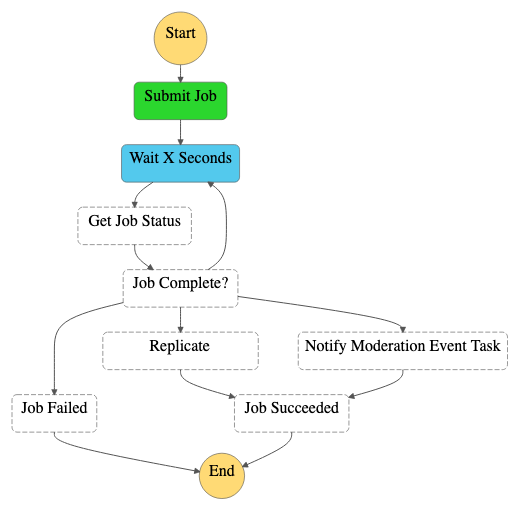 Start
Submit Job
Wait X Seconds
Get Job Status
Job Complete?
Replicate
Notify Moderation Event Task
Job Failed
Job Succeeded
End